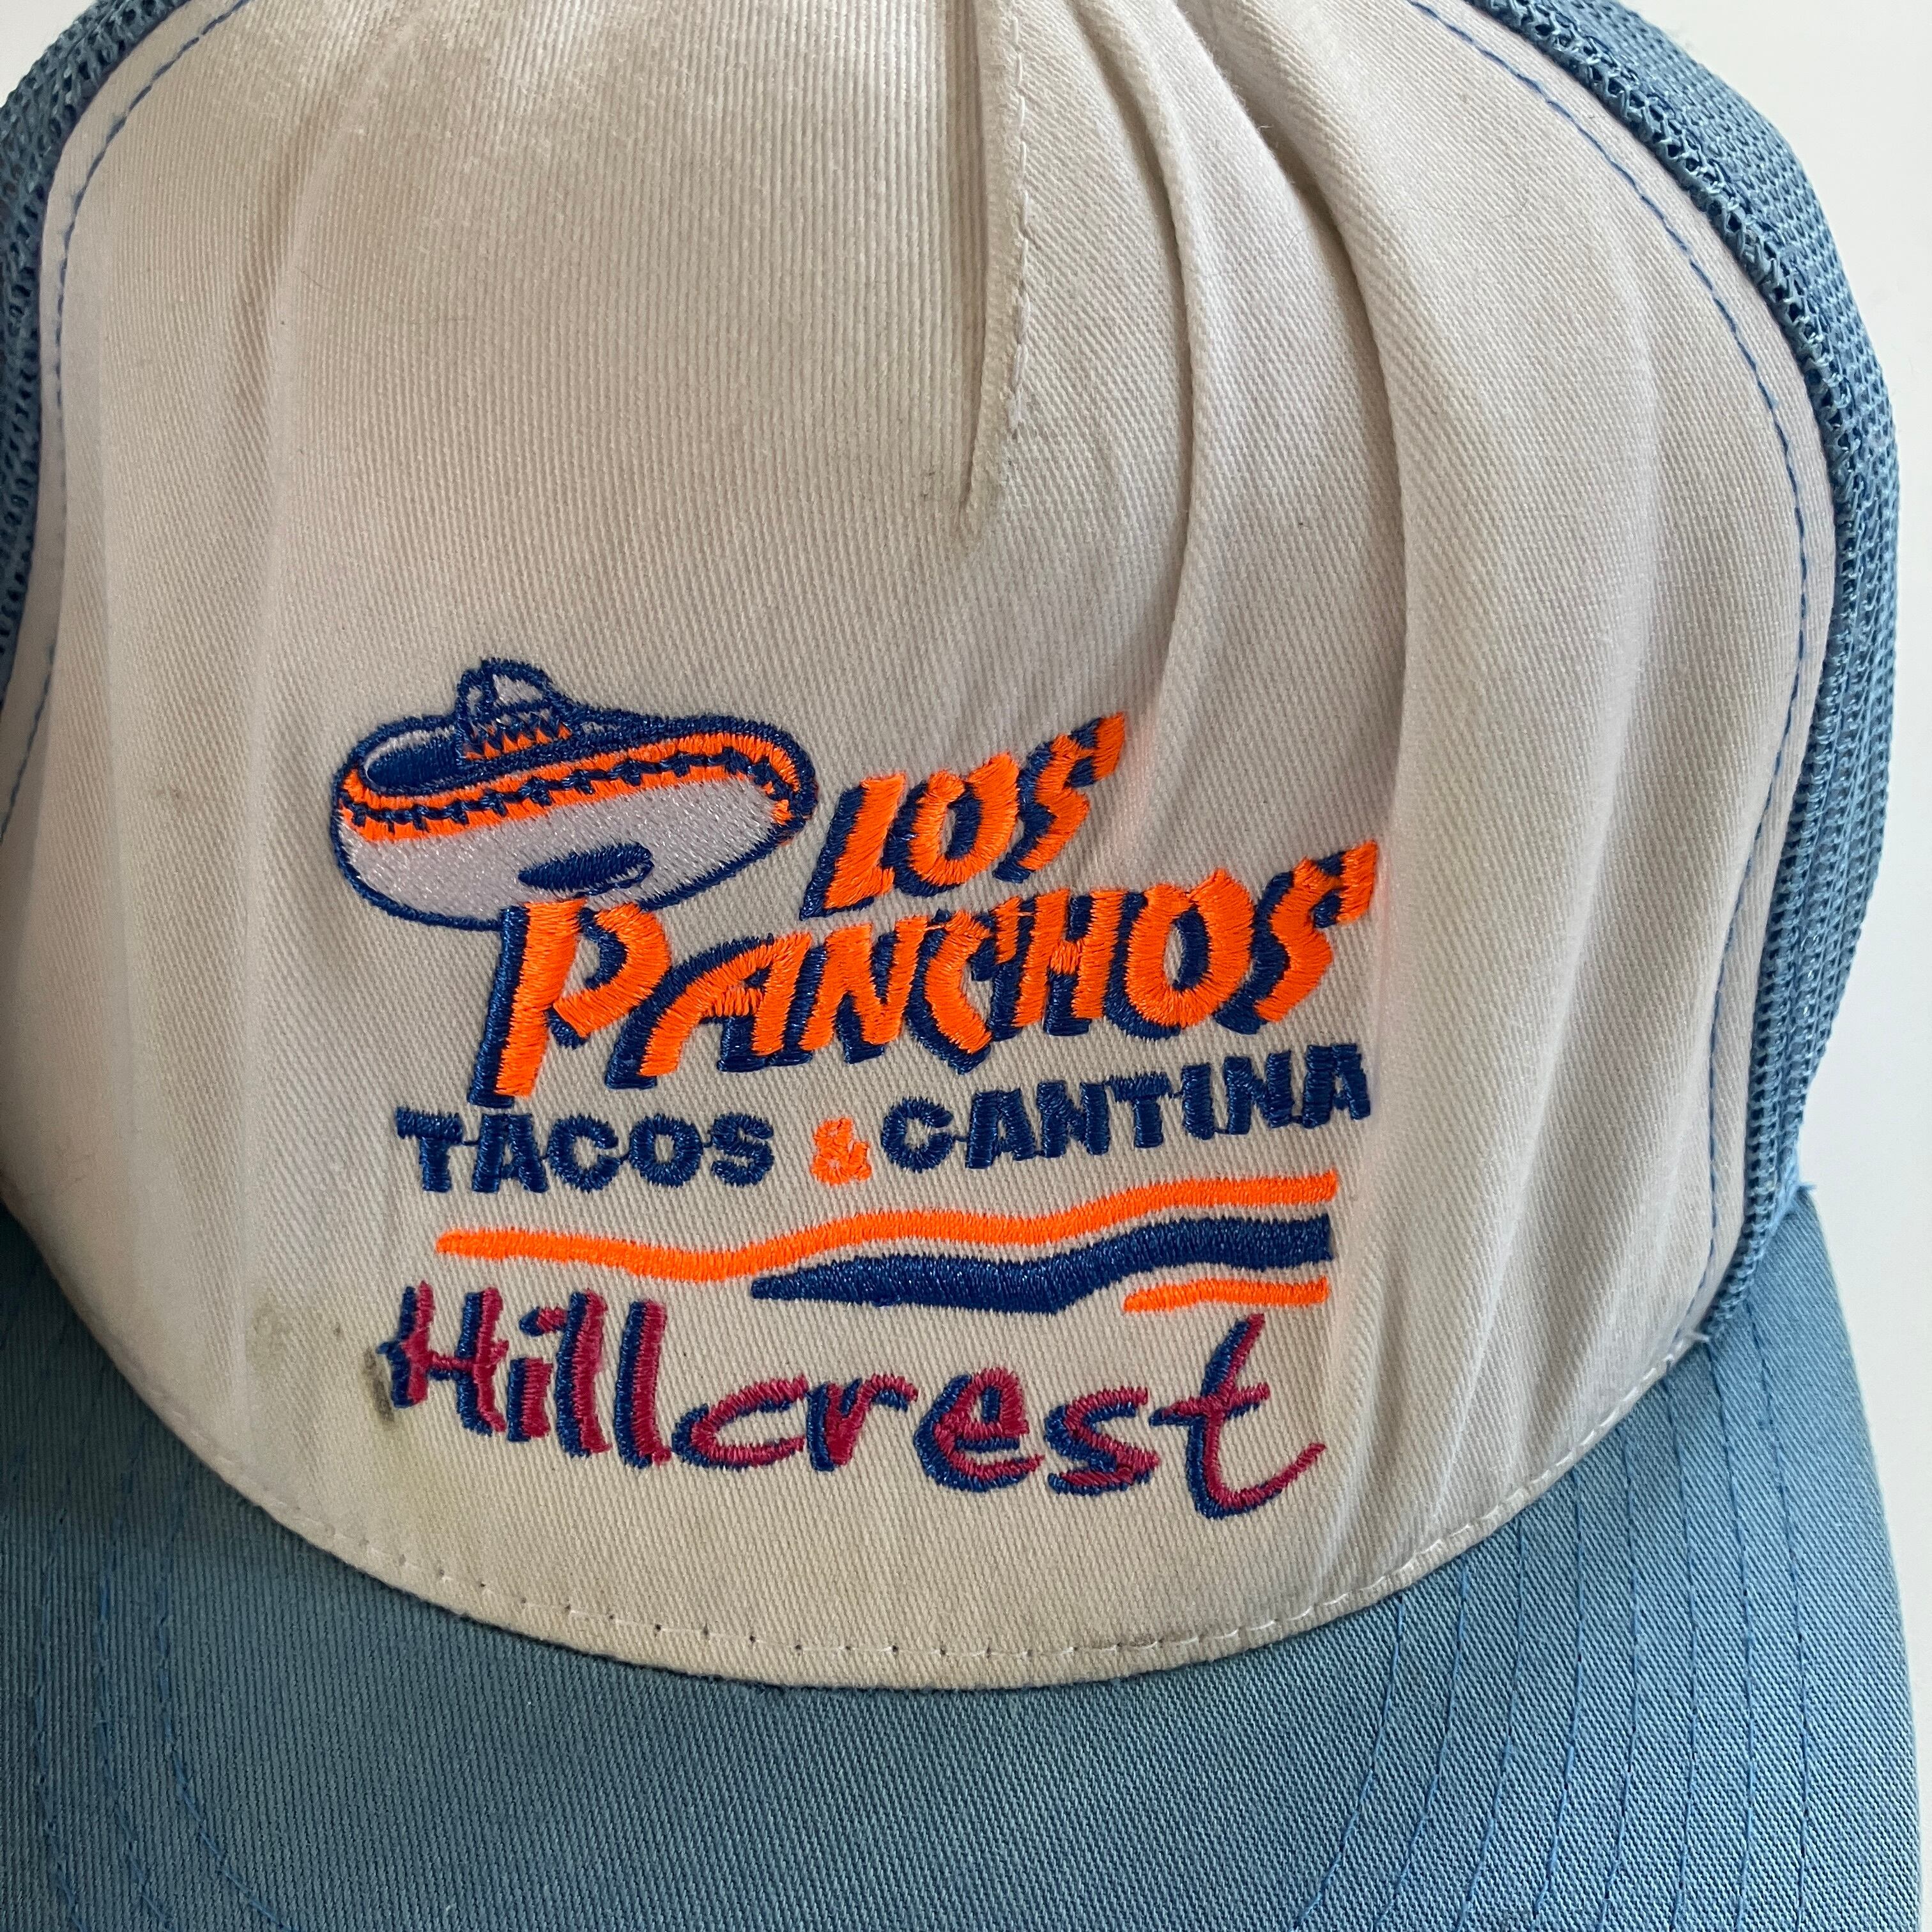 LOS
PANCHOS
TACOS & CANTINA
Hillcrest